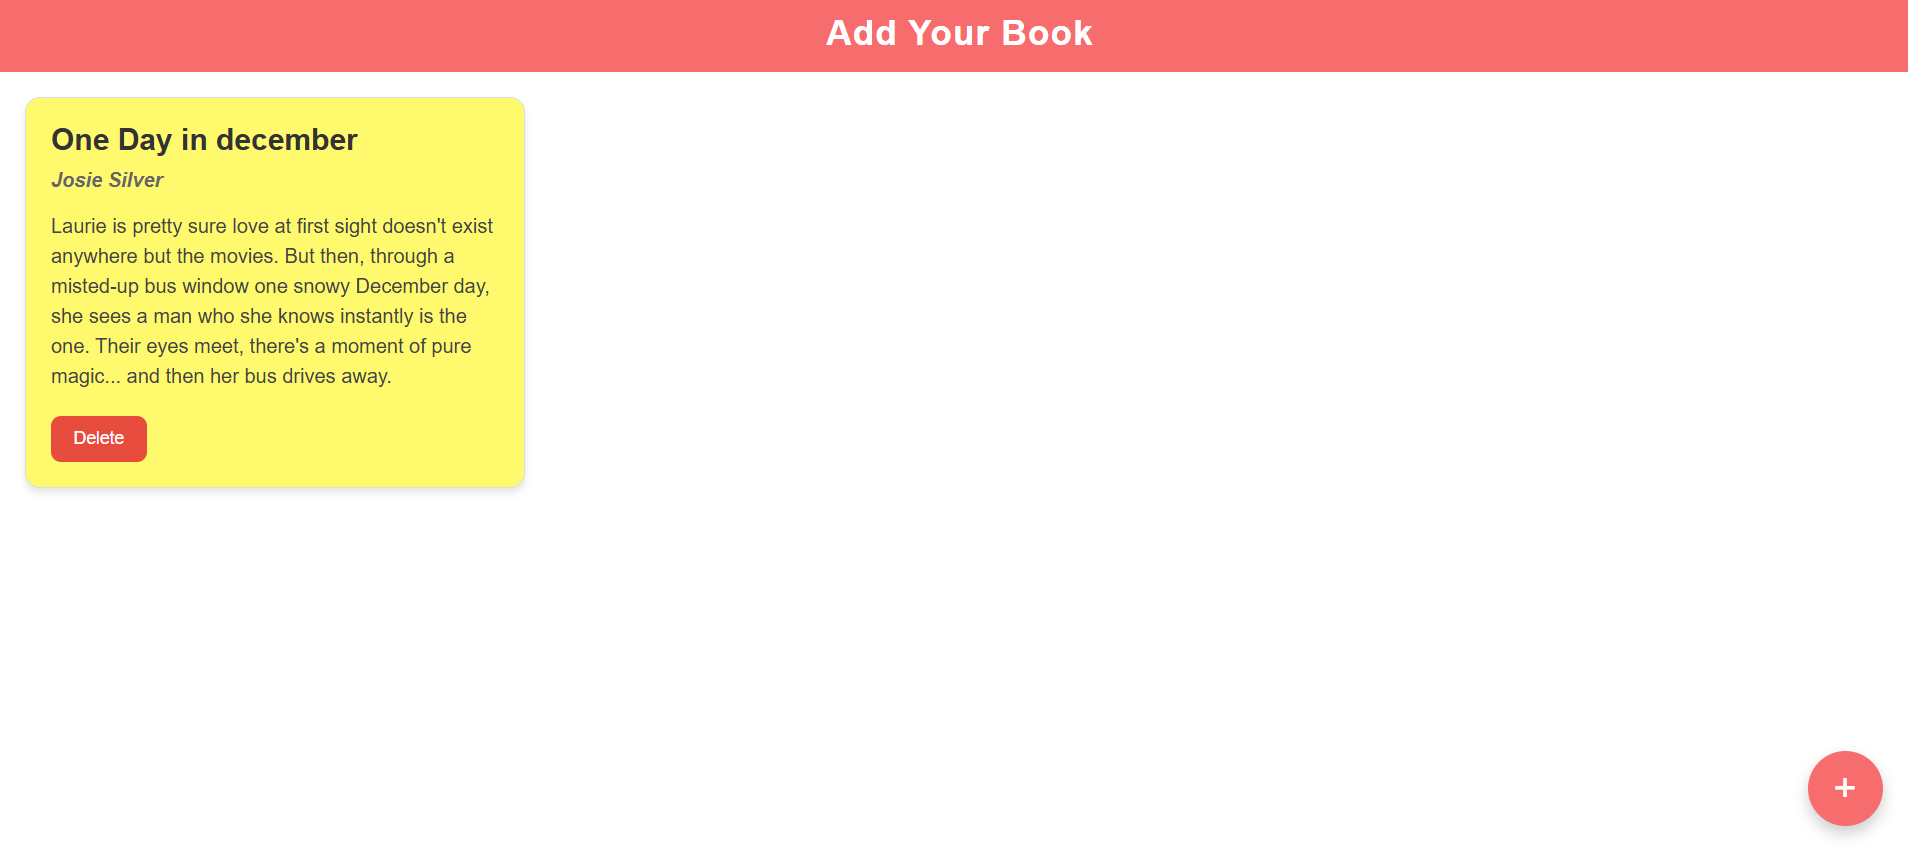 Add Your Book
One Day in december
Josie Silver
Laurie is pretty sure love at first sight doesn't exist
anywhere but the movies. But then, through a
misted-up bus window one snowy December day,
she sees a man who she knows instantly is the
one. Their eyes meet, there's a moment of pure
magic... and then her bus drives away.
Delete
+